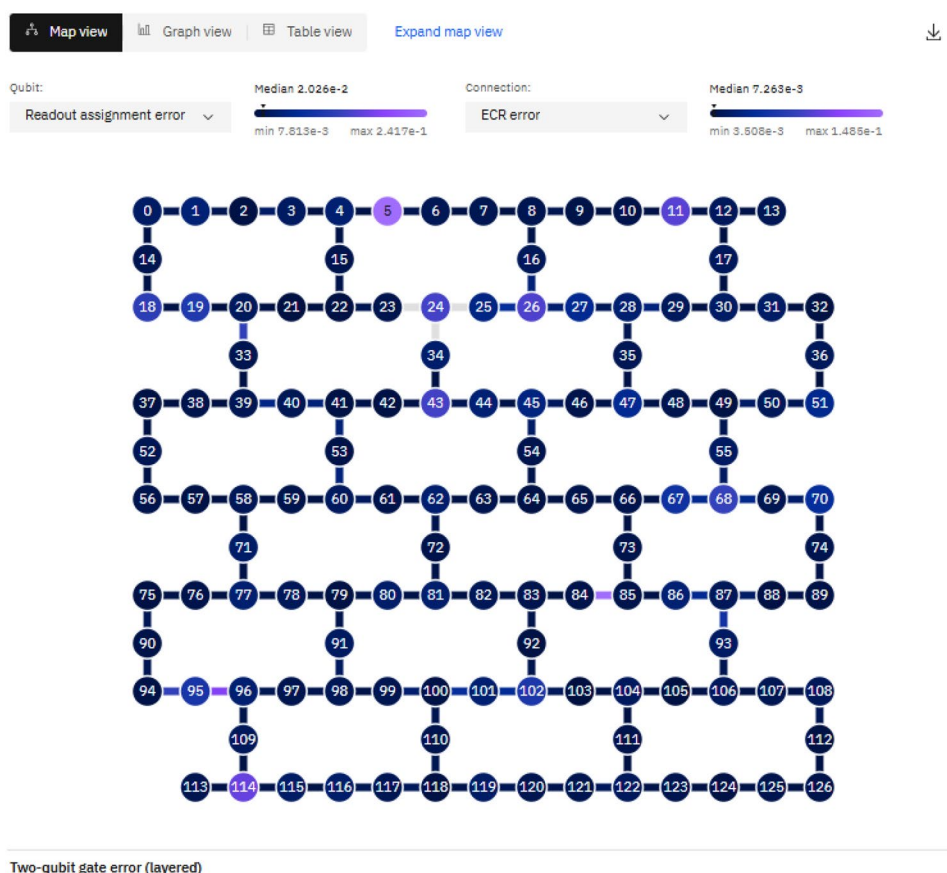 Map view Graph view Table view Expand map view
Qubit: Median 2.026e-2 Connection: Median 7.263e-3
Readout assignment error ECR error
min 7.813e-3 max 2.417e-1 min 3.508e-3 max 1.486e-1
0 1 2 3 4 5 6 7 8 9 10 11 12 13
14 15 16 17
18 19 20 21 22 23 24 25 26 27 28 29 30 31 32
33 34 35 36
37 38 39 40 41 42 43 44 45 46 47 48 49 50 51
52 53 54 55
56 57 58 59 60 61 62 63 64 65 66 67 68 69 70
71 72 73 74
75 76 77 78 79 80 81 82 83 84 85 86 87 88 89
90 91 92 93
94 95 96 97 98 99 100 101 102 103 104 105 106 107 108
109 110 111 112
113 114 115 116 117 118 119 120 121 122 123 124 125 126
Two-qubit gate error (layered)